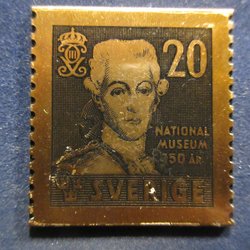 20
NATIONAL
MUSEUM
150 ÅR
SVERIGE